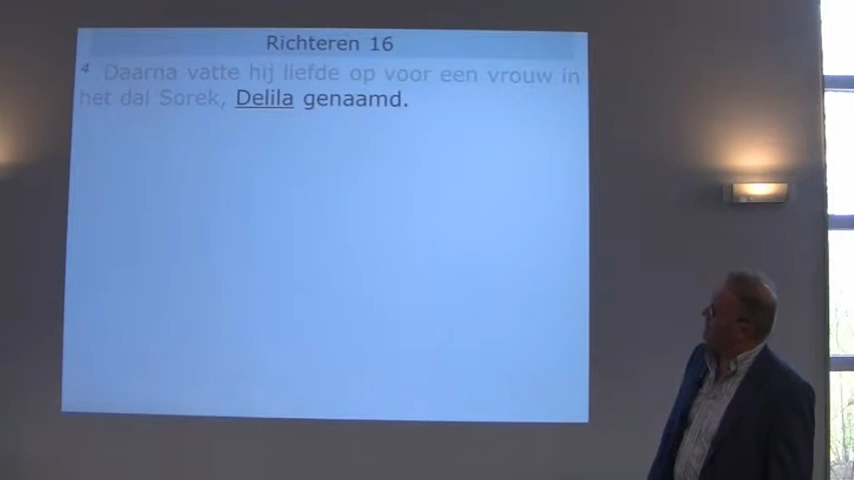 Richteren 16
4 Daarna vatte hij liefde op voor een vrouw in
het dal Sorek, Delila genaamd.